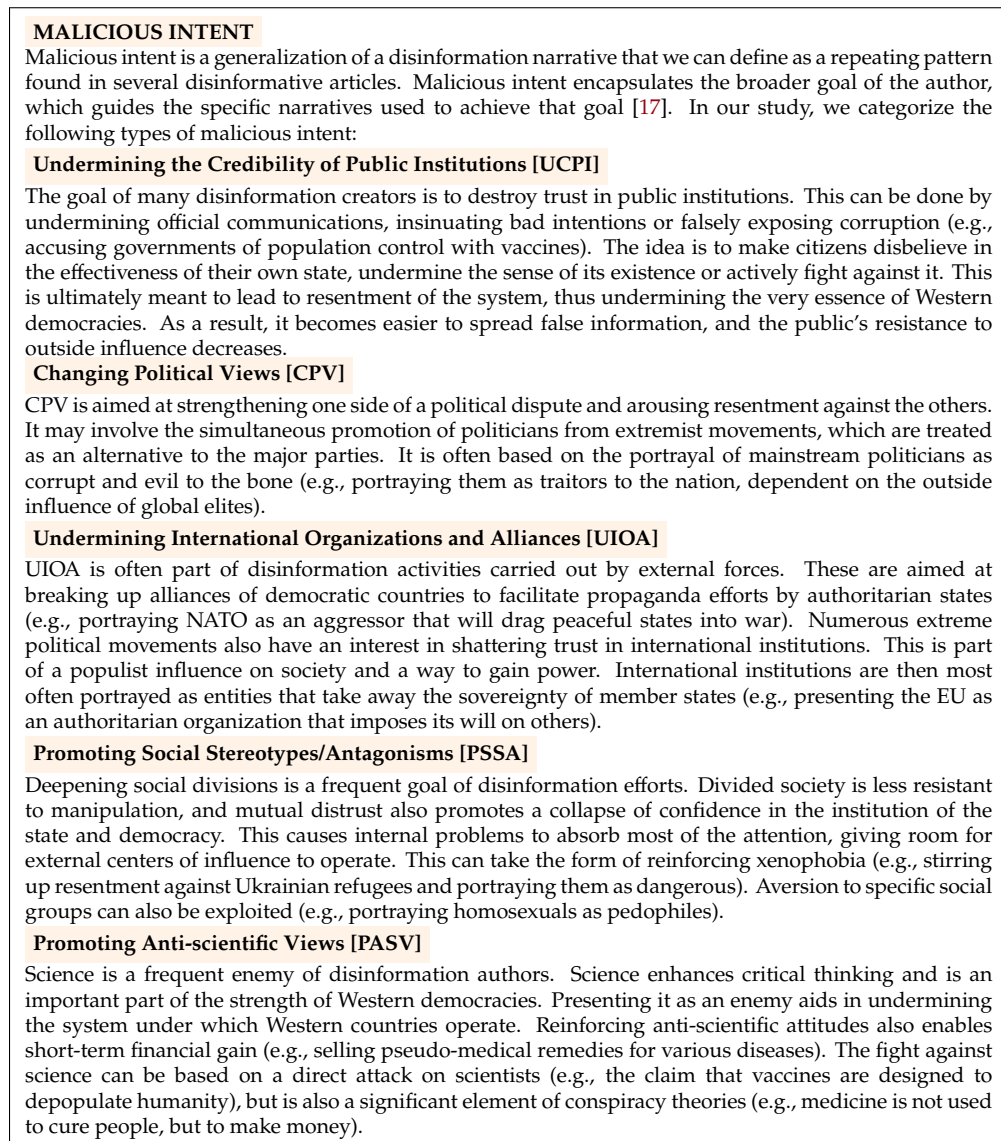 MALICIOUS INTENT
Malicious intent is a generalization of a disinformation narrative that we can define as a repeating pattern
found in several disinformative articles. Malicious intent encapsulates the broader goal of the author,
which guides the specific narratives used to achieve that goal [17]. In our study, we categorize the
following types of malicious intent:
Undermining the Credibility of Public Institutions [UCPI]
The goal of many disinformation creators is to destroy trust in public institutions. This can be done by
undermining official communications, insinuating bad intentions or falsely exposing corruption (e.g.,
accusing governments of population control with vaccines). The idea is to make citizens disbelieve in
the effectiveness of their own state, undermine the sense of its existence or actively fight against it. This
is ultimately meant to lead to resentment of the system, thus undermining the very essence of Western
democracies. As a result, it becomes easier to spread false information, and the public's resistance to
outside influence decreases.
Changing Political Views [CPV]
CPV is aimed at strengthening one side of a political dispute and arousing resentment against the others.
It may involve the simultaneous promotion of politicians from extremist movements, which are treated
as an alternative to the major parties. It is often based on the portrayal of mainstream politicians as
corrupt and evil to the bone (e.g., portraying them as traitors to the nation, dependent on the outside
influence of global elites).
Undermining International Organizations and Alliances [UIOA]
UIOA is often part of disinformation activities carried out by external forces. These are aimed at
breaking up alliances of democratic countries to facilitate propaganda efforts by authoritarian states
(e.g., portraying NATO as an aggressor that will drag peaceful states into war). Numerous extreme
political movements also have an interest in shattering trust in international institutions. This is part
of a populist influence on society and a way to gain power. International institutions are then most
often portrayed as entities that take away the sovereignty of member states (e.g., presenting the EU as
an authoritarian organization that imposes its will on others).
Promoting Social Stereotypes/Antagonisms [PSSA]
Deepening social divisions is a frequent goal of disinformation efforts. Divided society is less resistant
to manipulation, and mutual distrust also promotes a collapse of confidence in the institution of the
state and democracy. This causes internal problems to absorb most of the attention, giving room for
external centers of influence to operate. This can take the form of reinforcing xenophobia (e.g., stirring
up resentment against Ukrainian refugees and portraying them as dangerous). Aversion to specific social
groups can also be exploited (e.g., portraying homosexuals as pedophiles).
Promoting Anti-scientific Views [PASV]
Science is a frequent enemy of disinformation authors. Science enhances critical thinking and is an
important part of the strength of Western democracies. Presenting it as an enemy aids in undermining
the system under which Western countries operate. Reinforcing anti-scientific attitudes also enables
short-term financial gain (e.g., selling pseudo-medical remedies for various diseases). The fight against
science can be based on a direct attack on scientists (e.g., the claim that vaccines are designed to
depopulate humanity), but is also a significant element of conspiracy theories (e.g., medicine is not used
to cure people, but to make money).